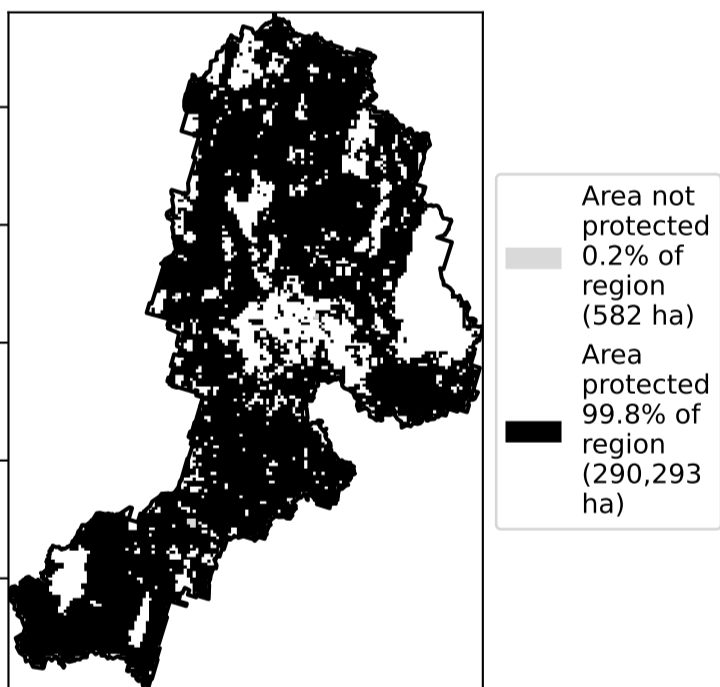 Area not
protected
0.2% of
region
(582 ha)
Area
protected
99.8% of
region
(290,293
ha)